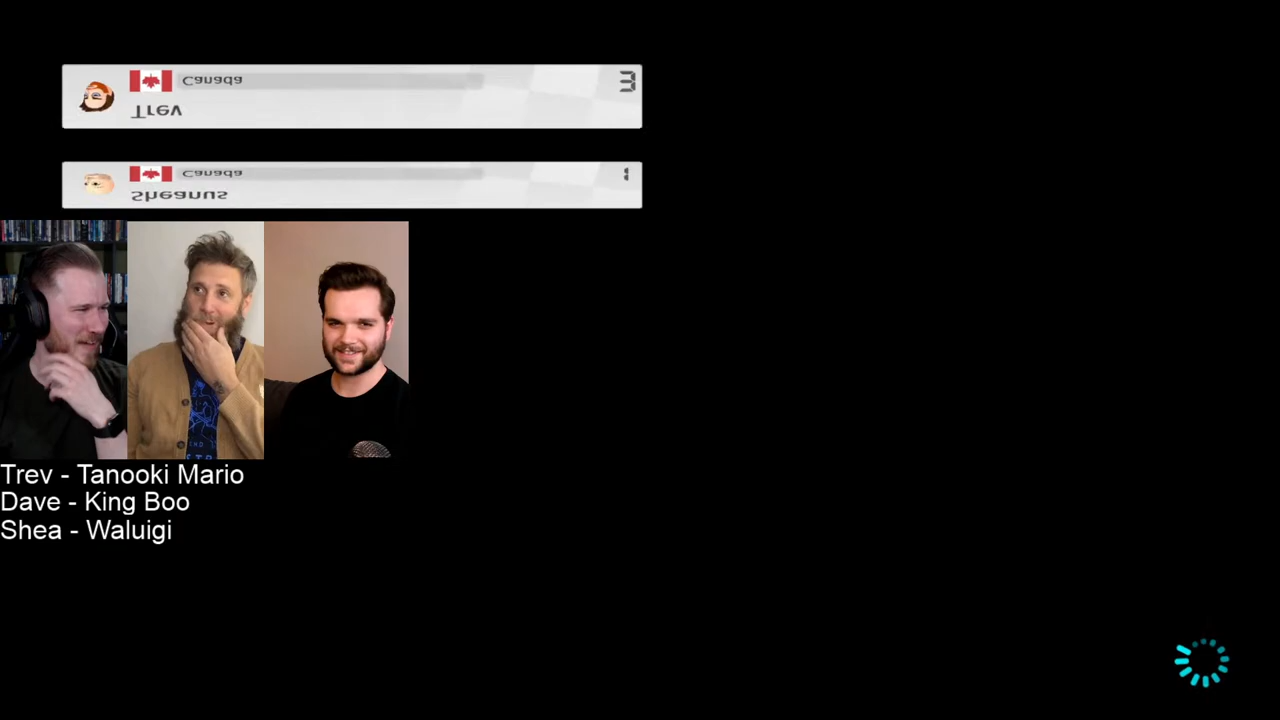 Canada
3
Trev
Canada
1
Sheanus
Trev - Tanooki Mario
Dave - King Boo
Shea - Waluigi